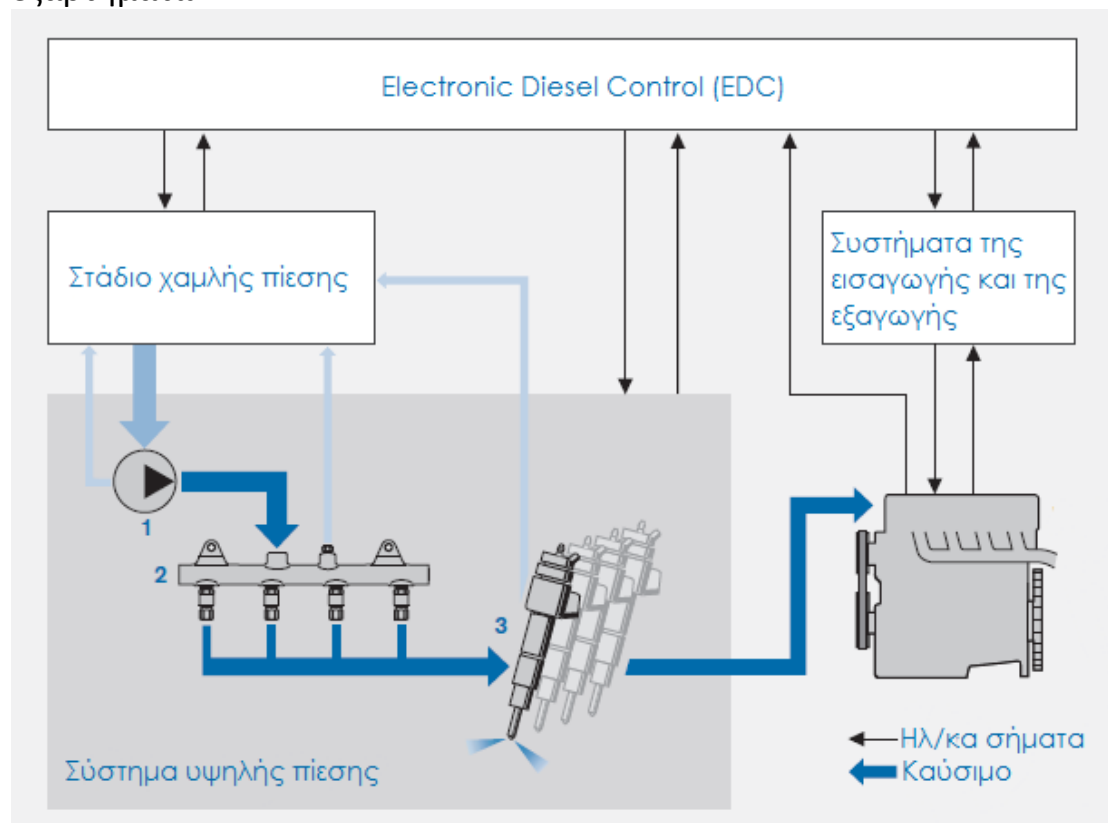 Electronic Diesel Control (EDC)
Στάδιο χαμλής πίεσης
Συστήματα της
εισαγωγής και της
εξαγωγής
1
2
3
Σύστημα υψηλής πίεσης
Ηλ/κα σήματα
Καύσιμο